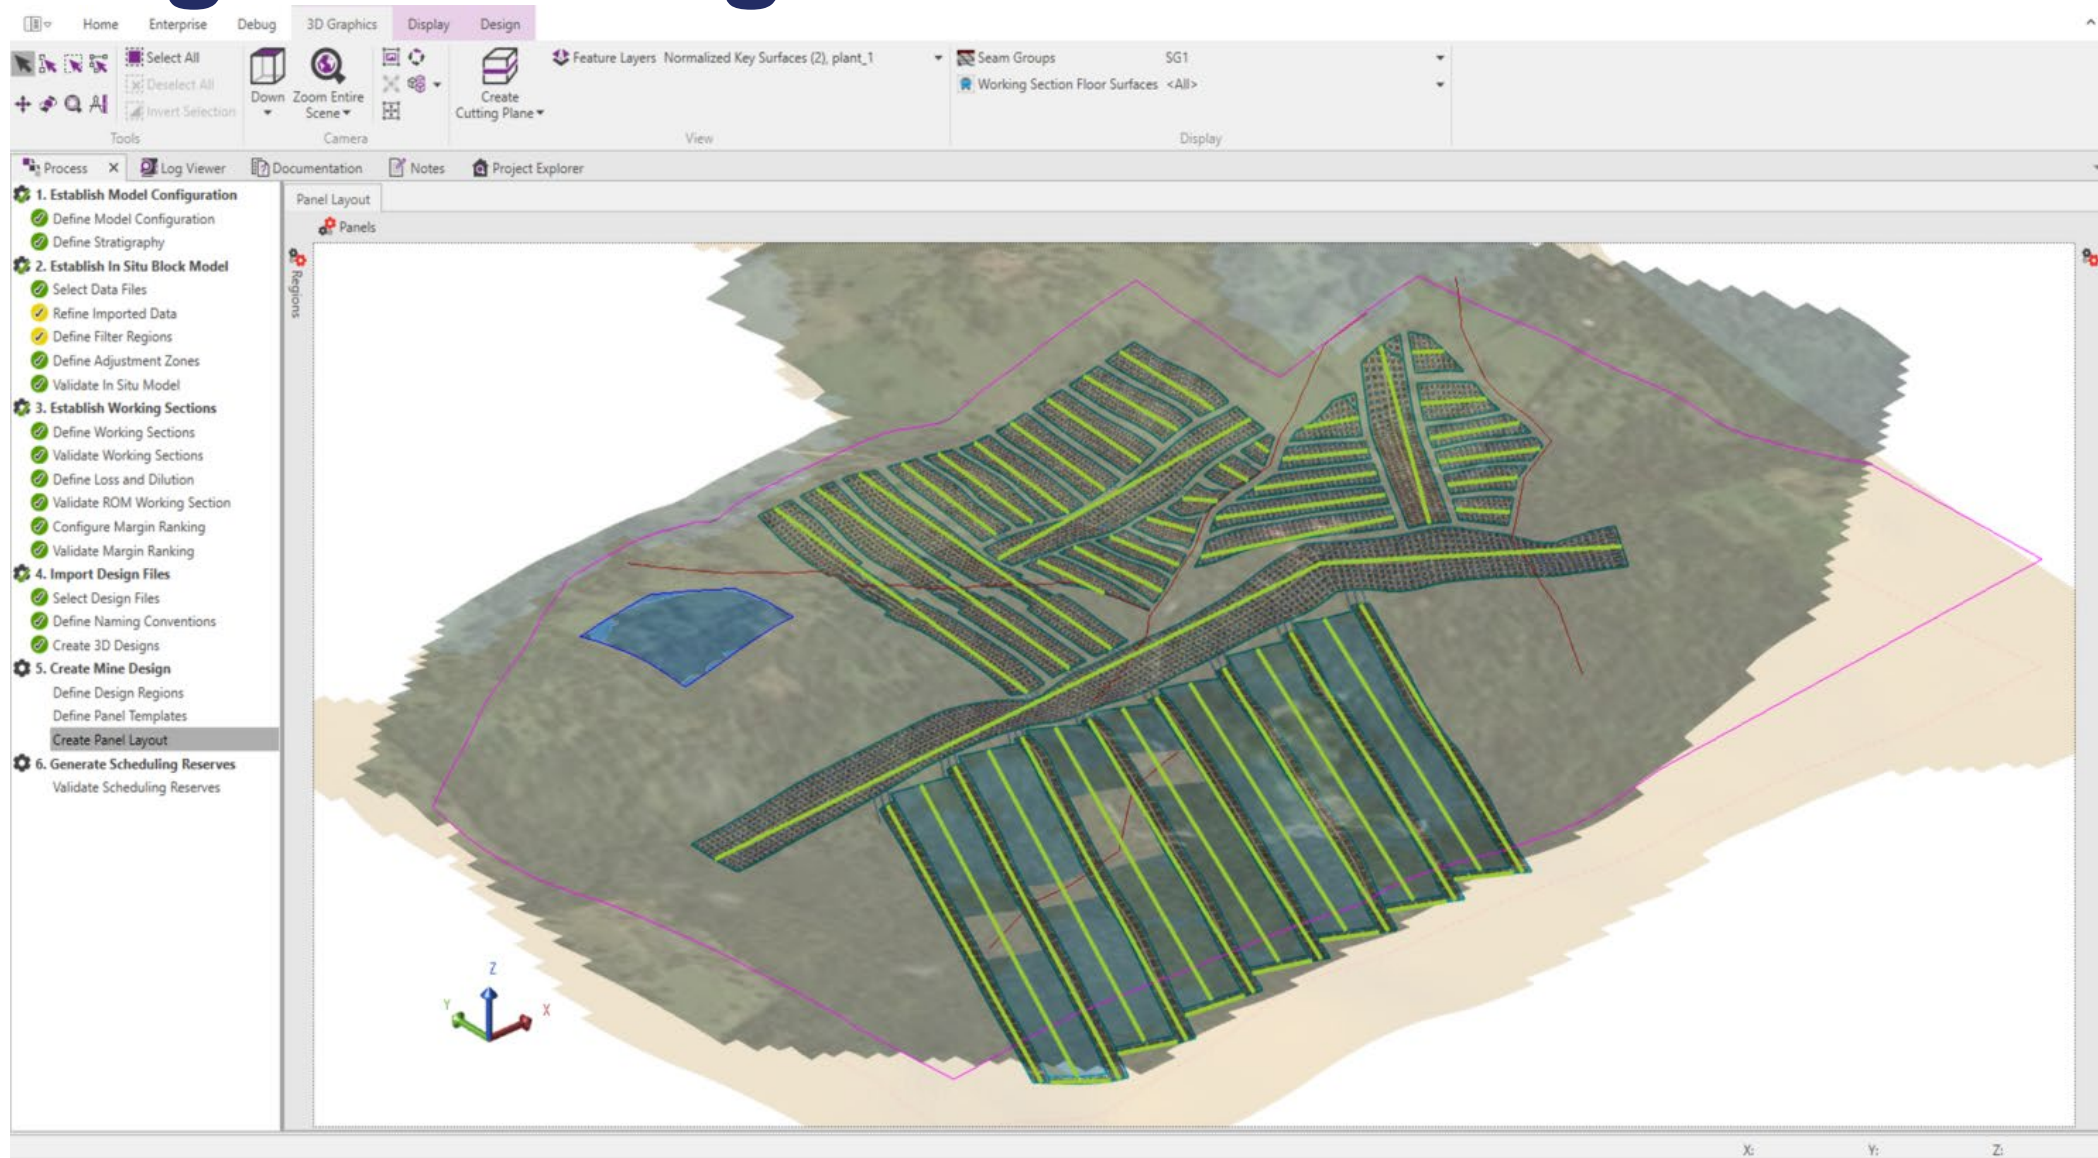 Home Enterprise Debug 3D Graphics Display Design
Select All
Deselect All
Invert Selection
Tools
Down
Zoom Entire
Scene
Camera
Create
Cutting Plane
Feature Layers Normalized Key Surfaces (2), plant_1
View
Seam Groups SG1
Working Section Floor Surfaces <All>
Display
Process X Log Viewer Documentation Notes Project Explorer
1. Establish Model Configuration
Define Model Configuration
Define Stratigraphy
2. Establish In Situ Block Model
Select Data Files
Refine Imported Data
Define Filter Regions
Define Adjustment Zones
Validate In Situ Model
3. Establish Working Sections
Define Working Sections
Validate Working Sections
Define Loss and Dilution
Validate ROM Working Section
Configure Margin Ranking
Validate Margin Ranking
4. Import Design Files
Select Design Files
Define Naming Conventions
Create 3D Designs
5. Create Mine Design
Define Design Regions
Define Panel Templates
Create Panel Layout
6. Generate Scheduling Reserves
Validate Scheduling Reserves
Panel Layout
Panels
Regions
Z
Y
X
X: Y: Z: